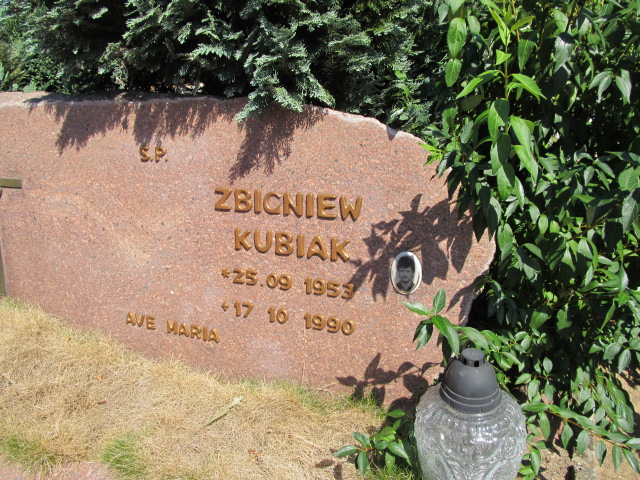 Ś.P.
ZBIGNIEW
KUBIAK
*25.09 1953
+17 10 1990
AVE MARIA